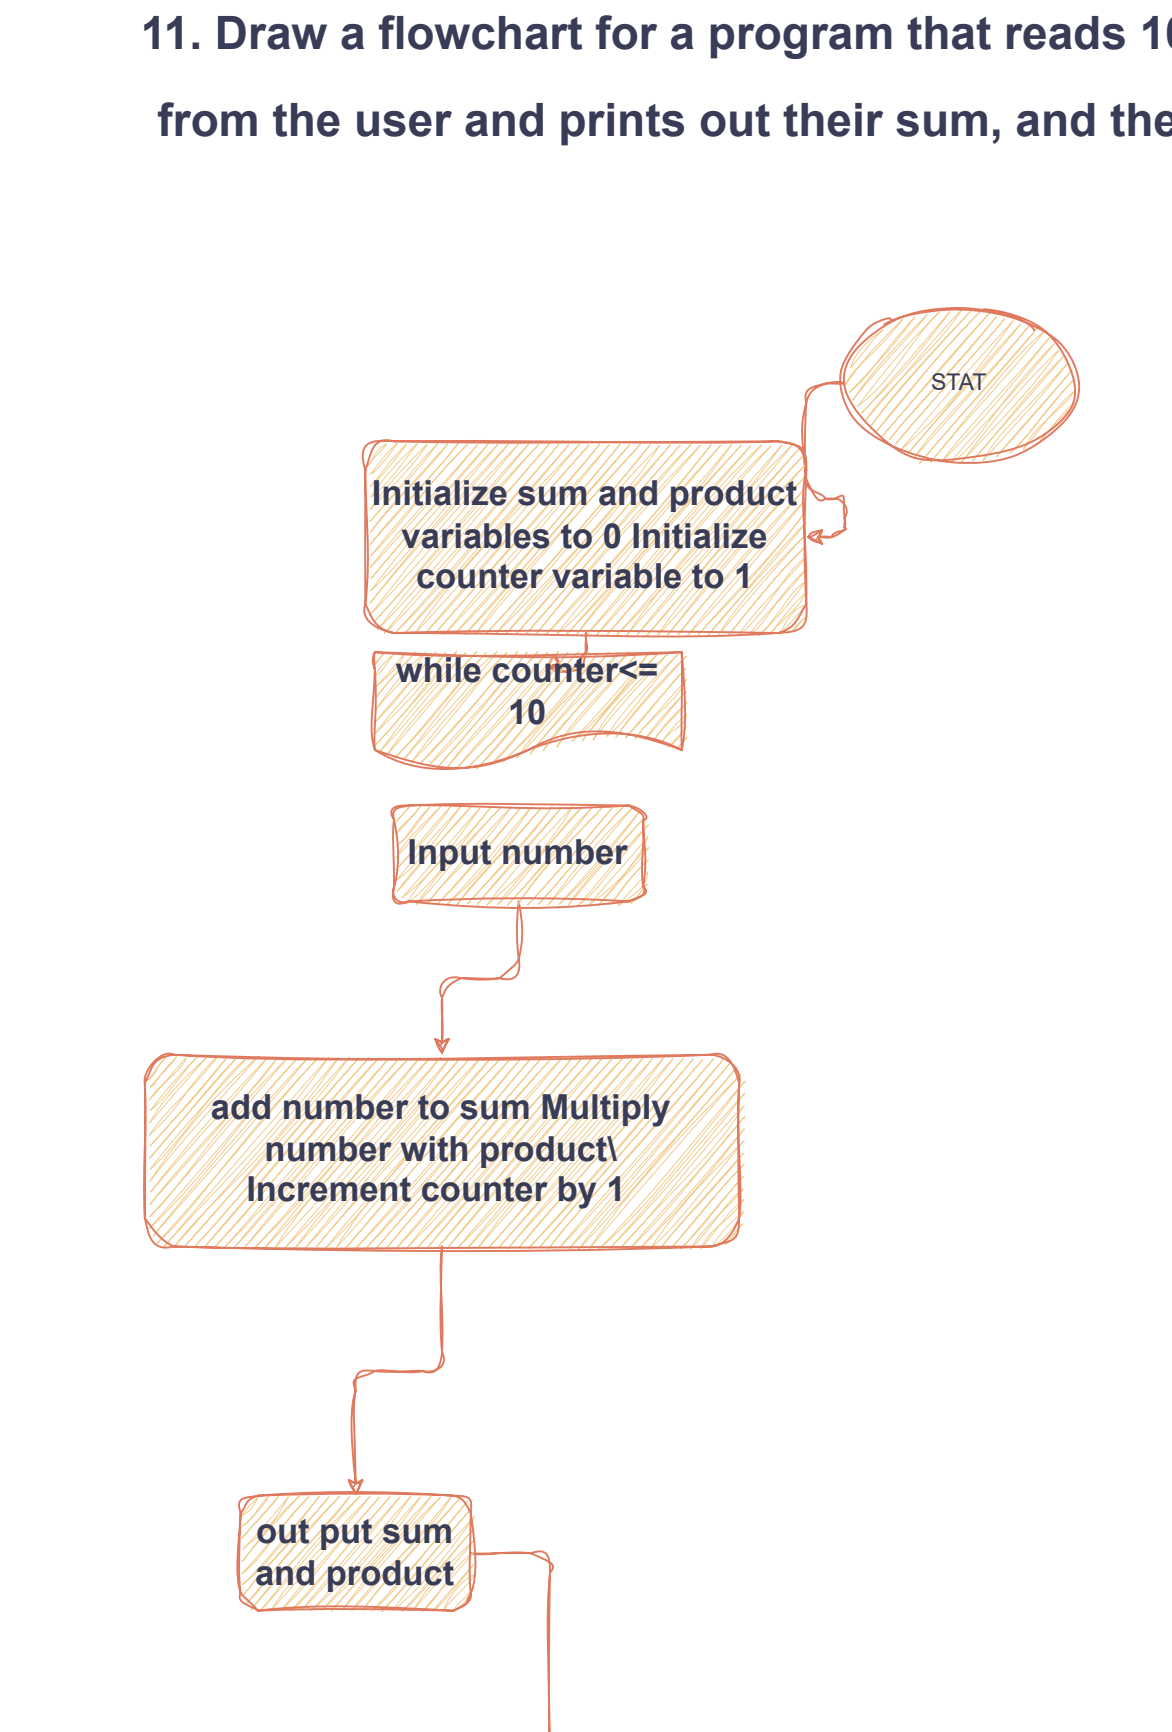 11. Draw a flowchart for a program that reads 10
from the user and prints out their sum, and the
STAT
Initialize sum and product
variables to 0 Initialize
counter variable to 1
while counter<=
10
Input number
add number to sum Multiply
number with product\
Increment counter by 1
out put sum
and product